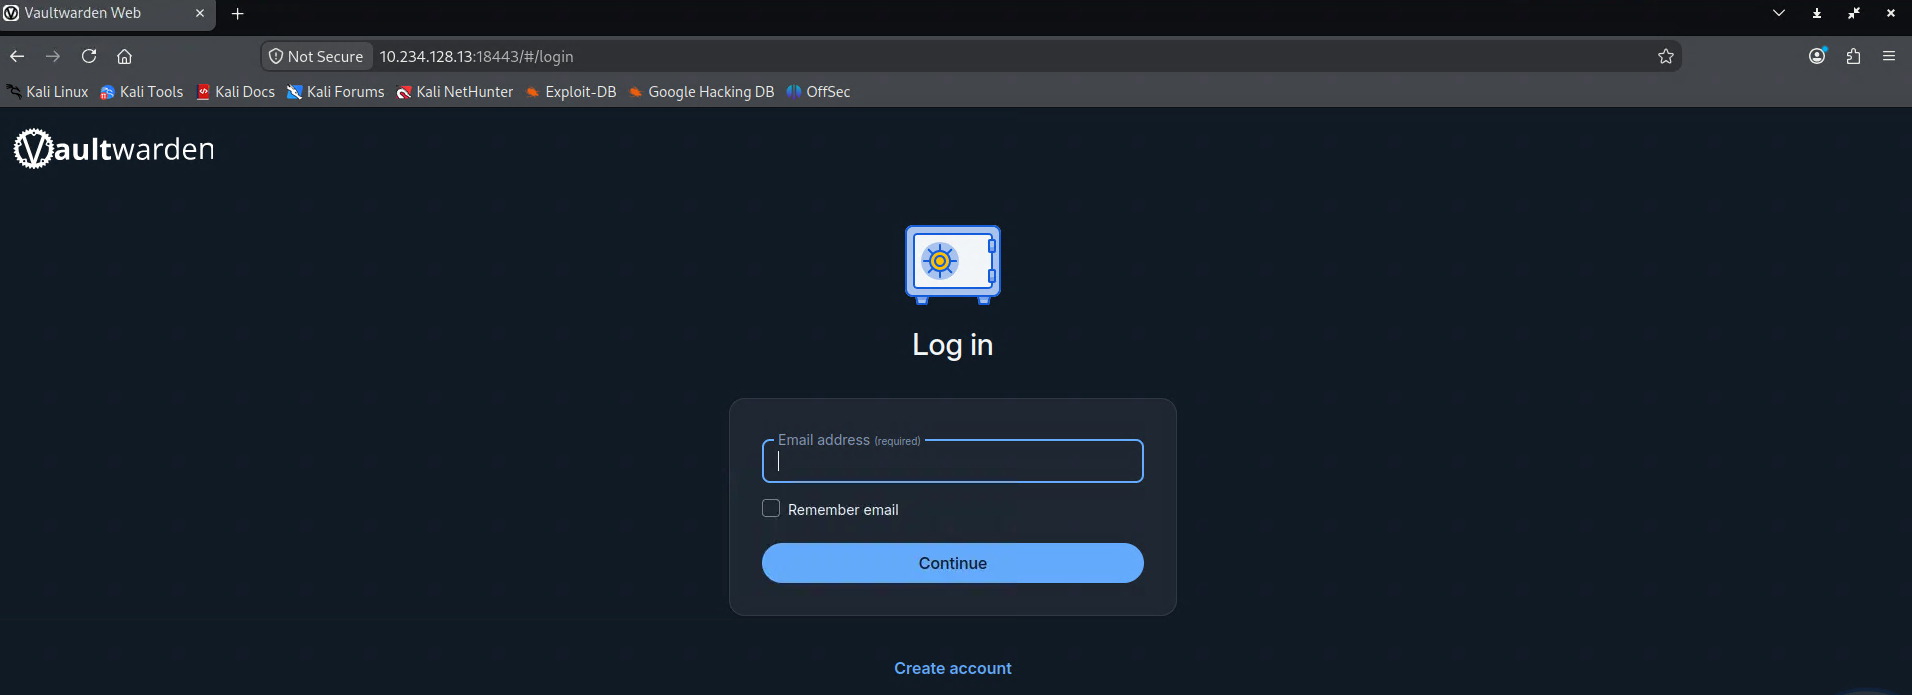 Vaultwarden Web
Not Secure 10.234.128.13:18443/#/login
Kali Linux Kali Tools Kali Docs Kali Forums Kali NetHunter Exploit-DB Google Hacking DB OffSec
Vaultwarden
Log in
Email address (required)
Remember email
Continue
Create account